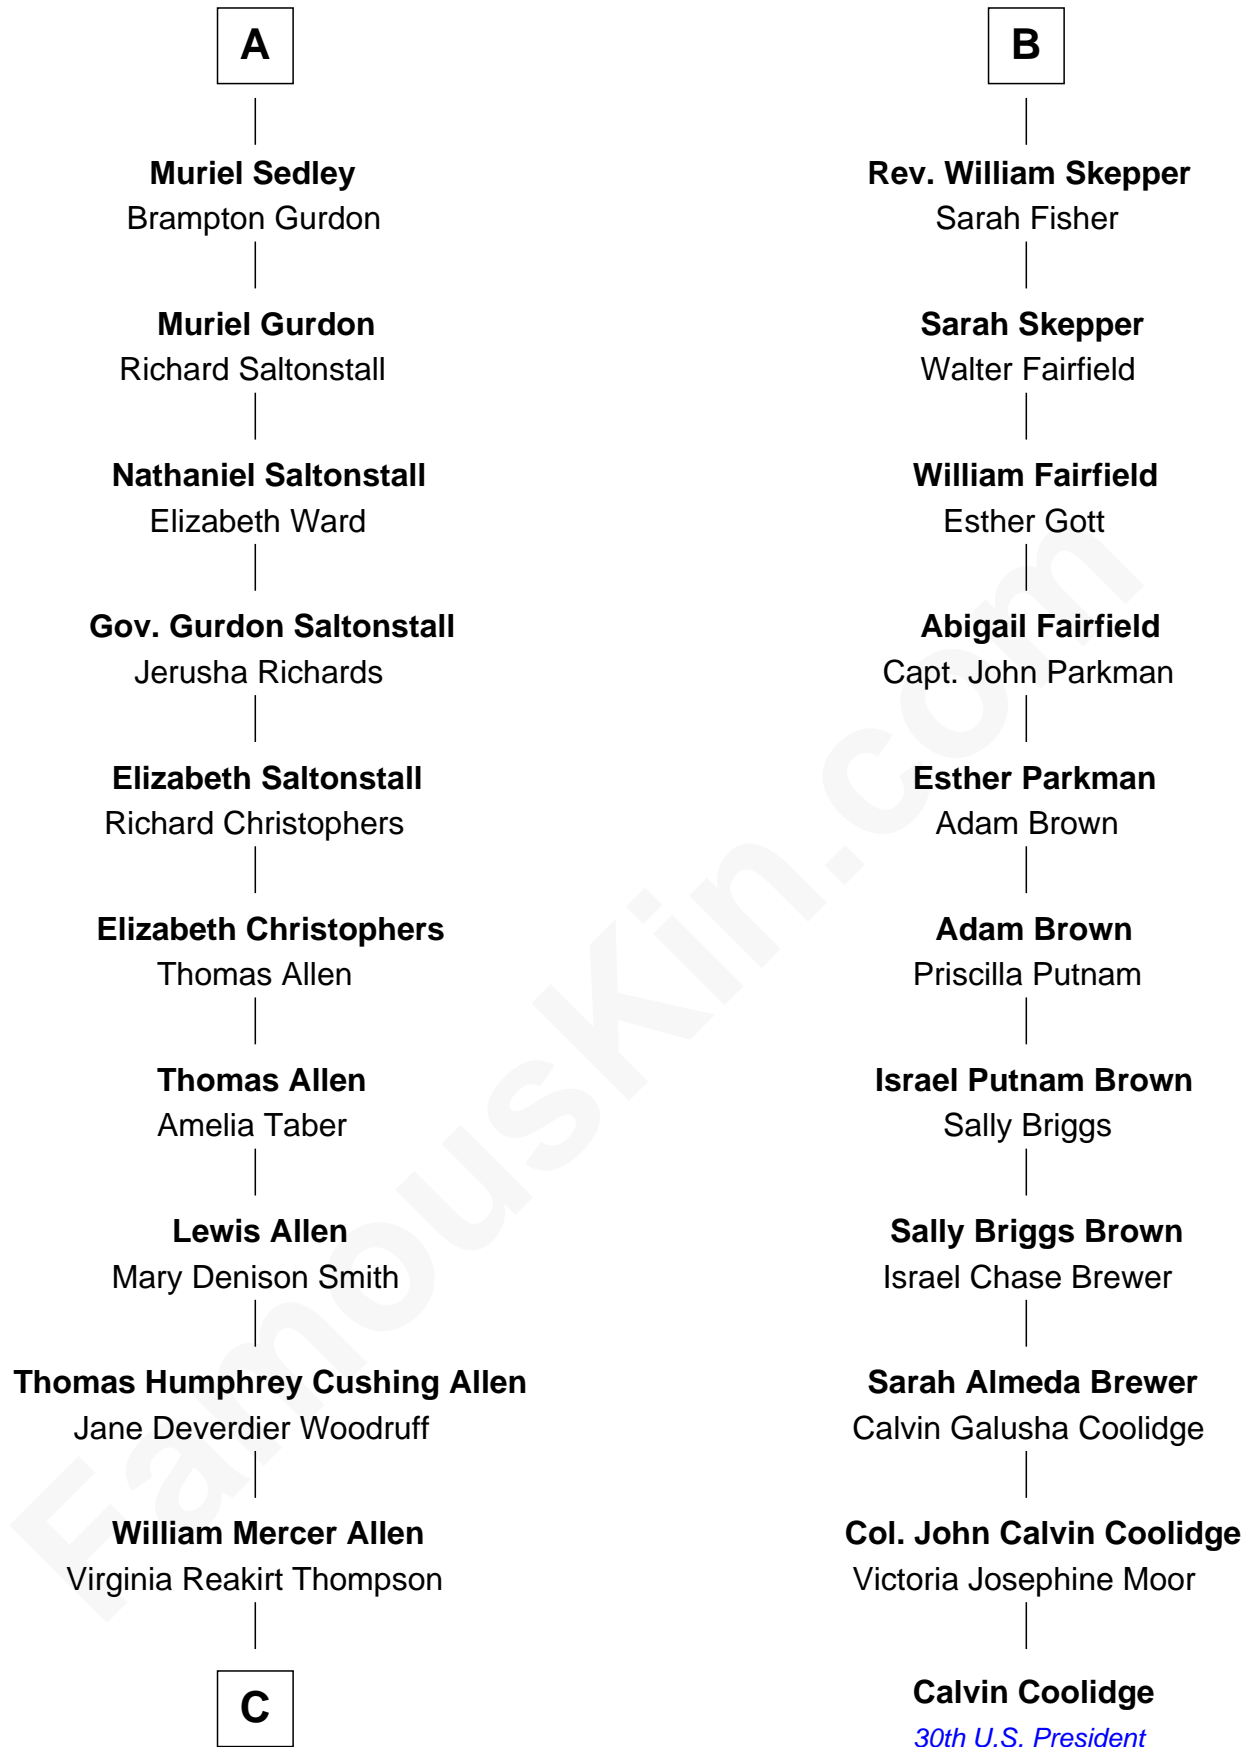 A
Muriel Sedley
Brampton Gurdon
Muriel Gurdon
Richard Saltonstall
Nathaniel Saltonstall
Elizabeth Ward
Gov. Gurdon Saltonstall
Jerusha Richards
Elizabeth Saltonstall
Richard Christophers
Elizabeth Christophers
Thomas Allen
Thomas Allen
Amelia Taber
Lewis Allen
Mary Denison Smith
Thomas Humphrey Cushing Allen
Jane Deverdier Woodruff
William Mercer Allen
Virginia Reakirt Thompson
C
B
Rev. William Skepper
Sarah Fisher
Sarah Skepper
Walter Fairfield
William Fairfield
Esther Gott
Abigail Fairfield
Capt. John Parkman
Esther Parkman
Adam Brown
Adam Brown
Priscilla Putnam
Israel Putnam Brown
Sally Briggs
Sally Briggs Brown
Israel Chase Brewer
Sarah Almeda Brewer
Calvin Galusha Coolidge
Col. John Calvin Coolidge
Victoria Josephine Moor
Calvin Coolidge
30th U.S. President
FamousKin.com